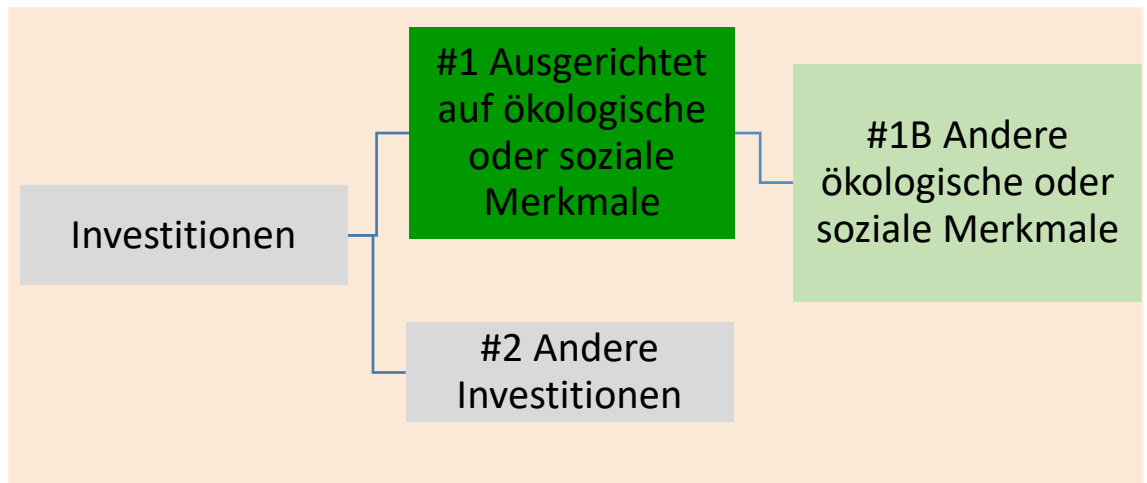 Investitionen
#1 Ausgerichtet
auf ökologische
oder soziale
Merkmale
#1B Andere
ökologische oder
soziale Merkmale
#2 Andere
Investitionen